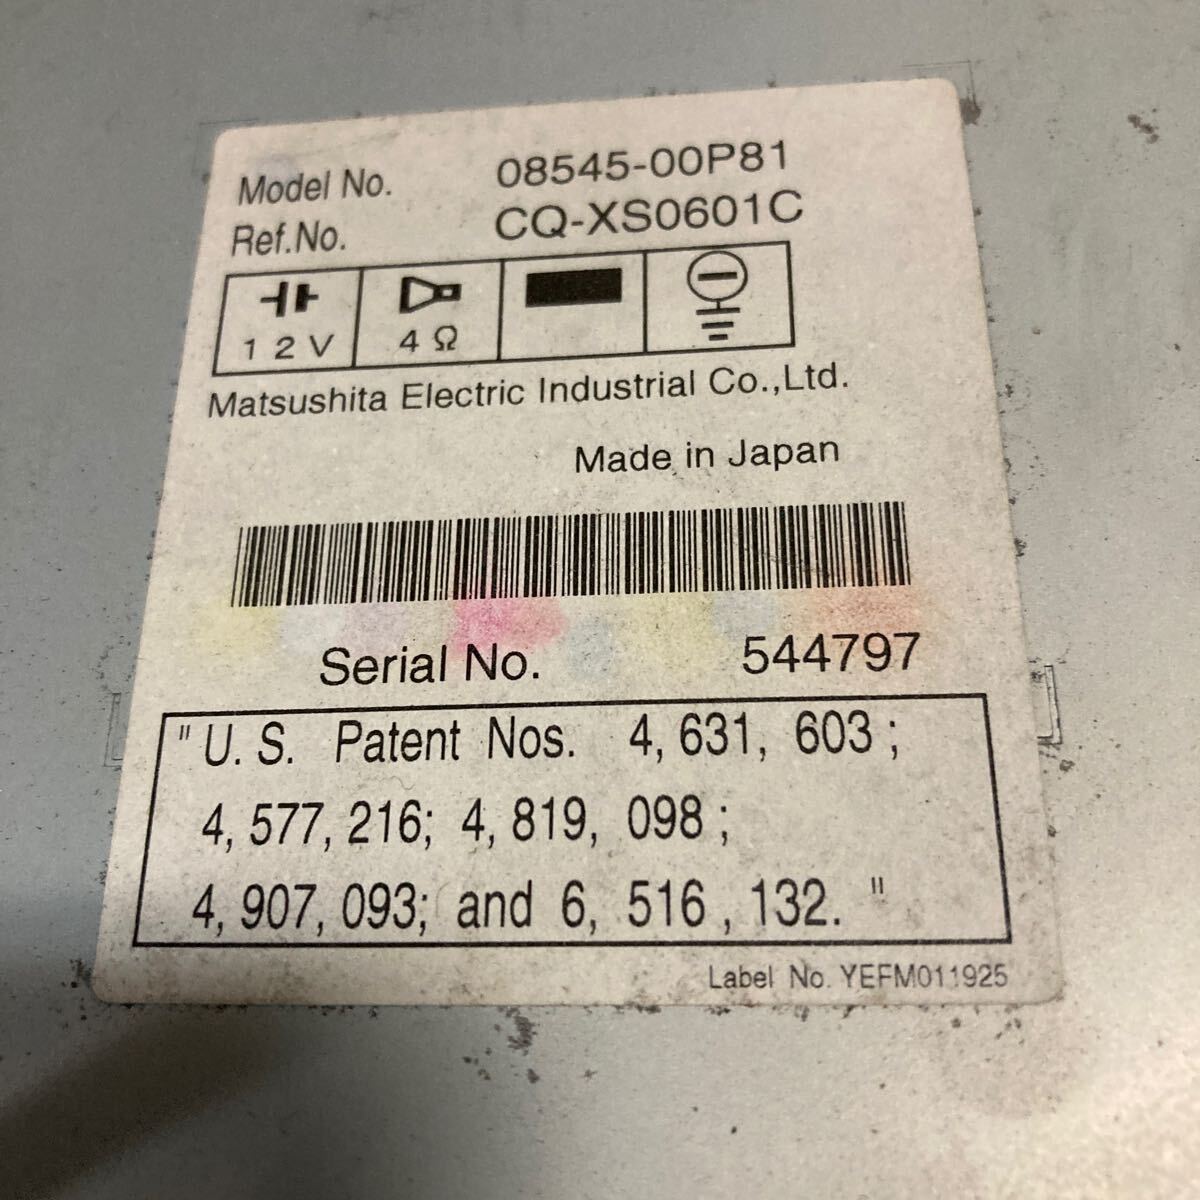 Model No. 08545-00P81
Ref.No. CQ-XS0601C
12V 4Ω
Matsushita Electric Industrial Co.,Ltd.
Made in Japan
Serial No. 544797
"U.S. Patent Nos. 4,631,603;
4,577,216; 4,819,098;
4,907,093; and 6,516,132."
Label No. YEFM011925